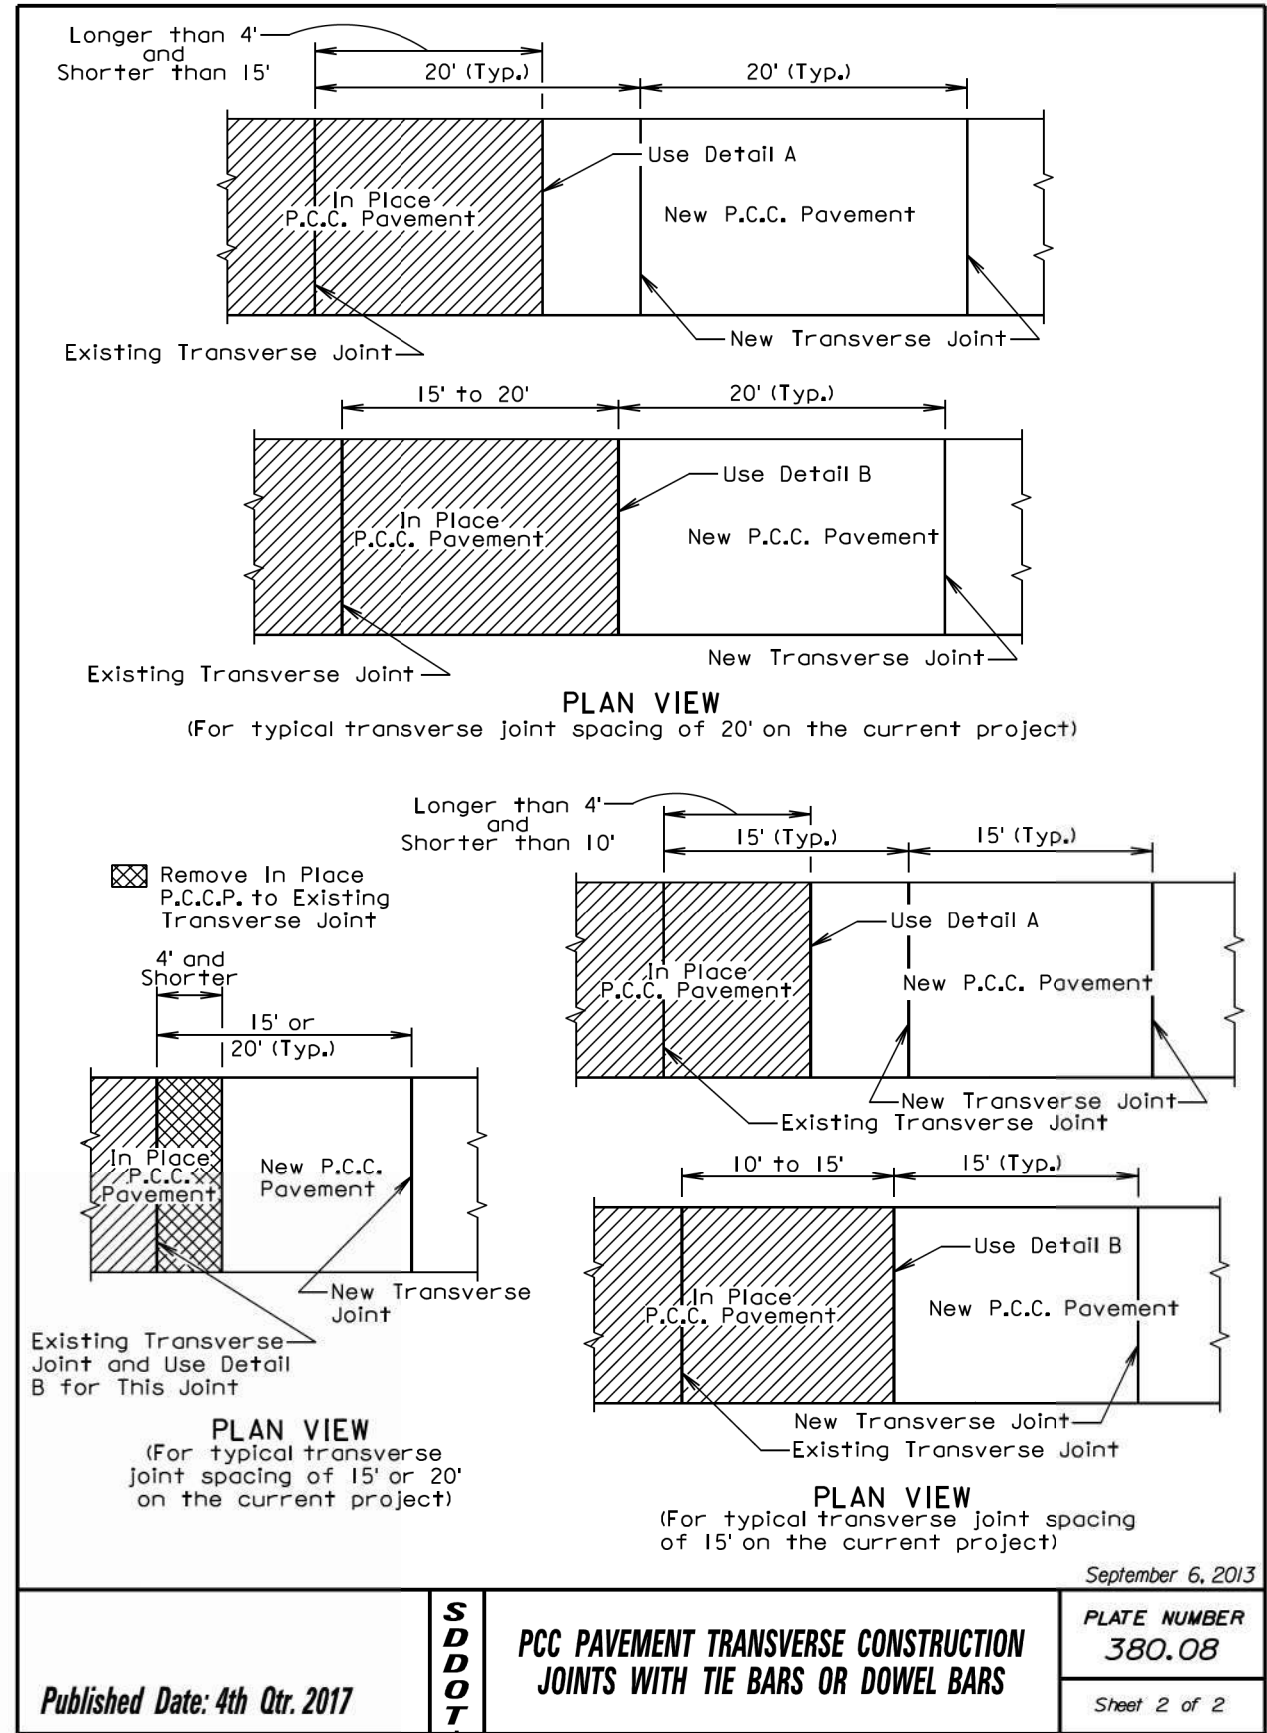 Longer than 4'
and
Shorter than 15'
20' (Typ.)
20' (Typ.)
Use Detail A
In Place
P.C.C. Pavement
New P.C.C. Pavement
New Transverse Joint
Existing Transverse Joint
15' to 20'
20' (Typ.)
Use Detail B
In Place
P.C.C. Pavement
New P.C.C. Pavement
New Transverse Joint
Existing Transverse Joint
PLAN VIEW
(For typical transverse joint spacing of 20' on the current project)
Remove In Place
P.C.C.P. to Existing
Transverse Joint
4' and
Shorter
15' or
20' (Typ.)
In Place
P.C.C.
Pavement
New P.C.C.
Pavement
New Transverse
Joint
Existing Transverse
Joint and Use Detail
B for This Joint
PLAN VIEW
(For typical transverse
joint spacing of 15' or 20'
on the current project)
Longer than 4'
and
Shorter than 10'
15' (Typ.)
15' (Typ.)
Use Detail A
In Place
P.C.C. Pavement
New P.C.C. Pavement
New Transverse Joint
Existing Transverse Joint
10' to 15'
15' (Typ.)
Use Detail B
In Place
P.C.C. Pavement
New P.C.C. Pavement
New Transverse Joint
Existing Transverse Joint
PLAN VIEW
(For typical transverse joint spacing
of 15' on the current project)
September 6, 2013
Published Date: 4th Qtr. 2017
S
D
D
O
T
PCC PAVEMENT TRANSVERSE CONSTRUCTION
JOINTS WITH TIE BARS OR DOWEL BARS
PLATE NUMBER
380.08
Sheet 2 of 2